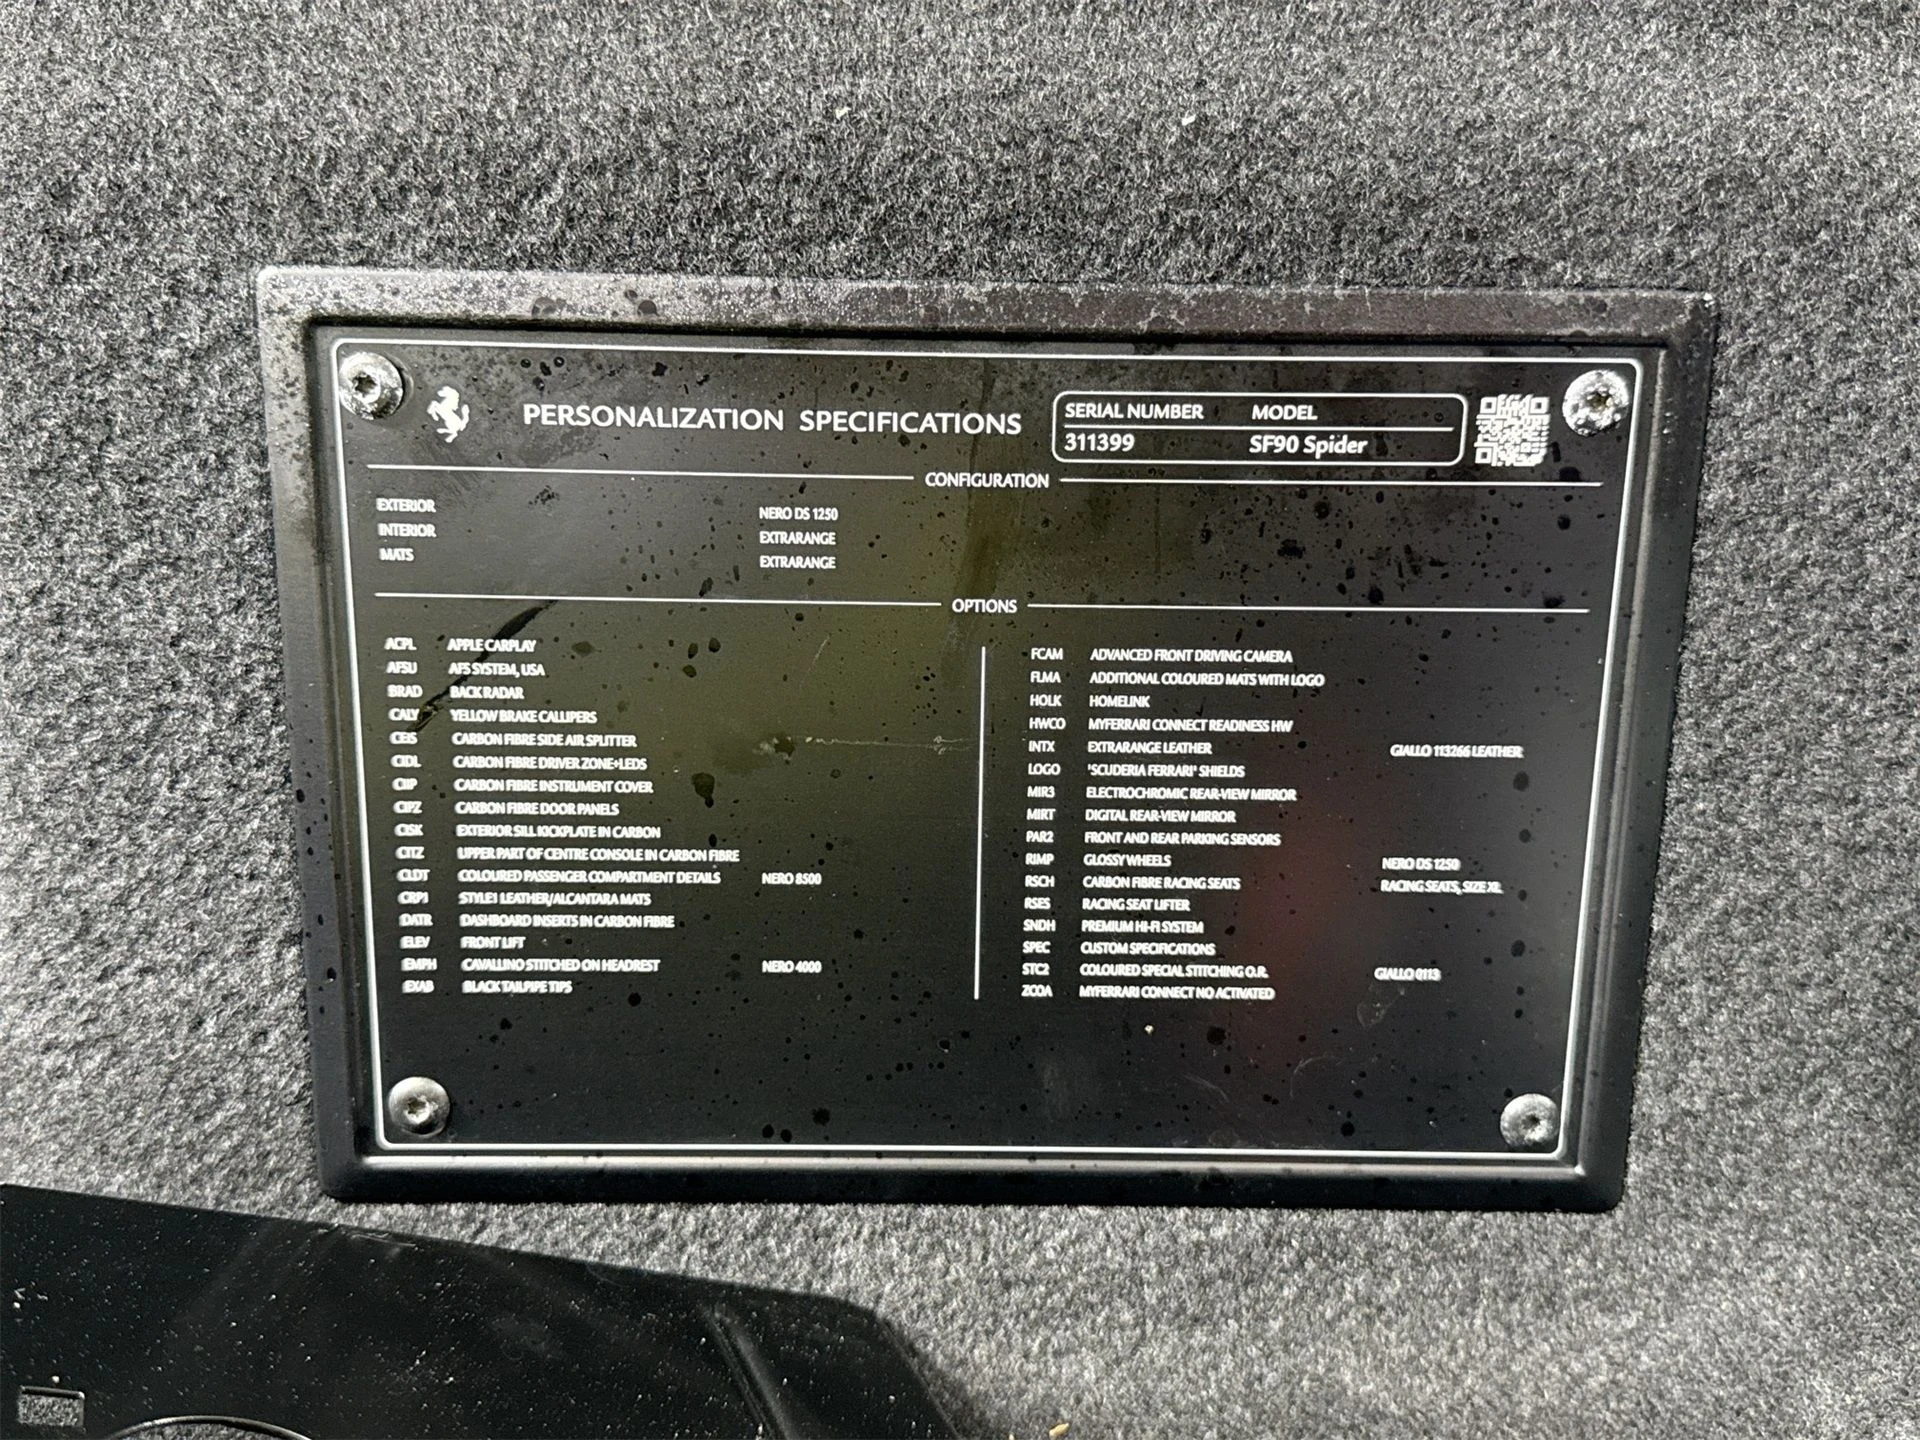 PERSONALIZATION SPECIFICATIONS
SERIAL NUMBER MODEL
311399 SF90 Spider
CONFIGURATION
EXTERIOR NERO DS 1250
INTERIOR EXTRARANGE
MATS EXTRARANGE
OPTIONS
ACPL APPLE CARPLAY
AFSU AFS SYSTEM, USA
BRAD BACK RADAR
CALY YELLOW BRAKE CALLIPERS
CEIS CARBON FIBRE SIDE AIR SPLITTER
CIDL CARBON FIBRE DRIVER ZONE+LEDS
CIIP CARBON FIBRE INSTRUMENT COVER
CIPZ CARBON FIBRE DOOR PANELS
CISK EXTERIOR SILL KICKPLATE IN CARBON
CITZ UPPER PART OF CENTRE CONSOLE IN CARBON FIBRE
CLDT COLOURED PASSENGER COMPARTMENT DETAILS NERO 8500
CRP1 STYLE1 LEATHER/ALCANTARA MATS
DATR DASHBOARD INSERTS IN CARBON FIBRE
ELEV FRONT LIFT
EMPH CAVALLINO STITCHED ON HEADREST NERO 4000
EXAB BLACK TAILPIPE TIPS
FCAM ADVANCED FRONT DRIVING CAMERA
FLMA ADDITIONAL COLOURED MATS WITH LOGO
HOLK HOMELINK
HWCO MYFERRARI CONNECT READINESS HW
INTX EXTRARANGE LEATHER GIALLO 113266 LEATHER
LOGO 'SCUDERIA FERRARI' SHIELDS
MIR3 ELECTROCHROMIC REAR-VIEW MIRROR
MIRT DIGITAL REAR-VIEW MIRROR
PAR2 FRONT AND REAR PARKING SENSORS
RIMP GLOSSY WHEELS NERO DS 1250
RSCH CARBON FIBRE RACING SEATS RACING SEATS, SIZE XL
RSES RACING SEAT LIFTER
SNDH PREMIUM HI-FI SYSTEM
SPEC CUSTOM SPECIFICATIONS
STC2 COLOURED SPECIAL STITCHING O.R. GIALLO 0113
ZCOA MYFERRARI CONNECT NO ACTIVATED